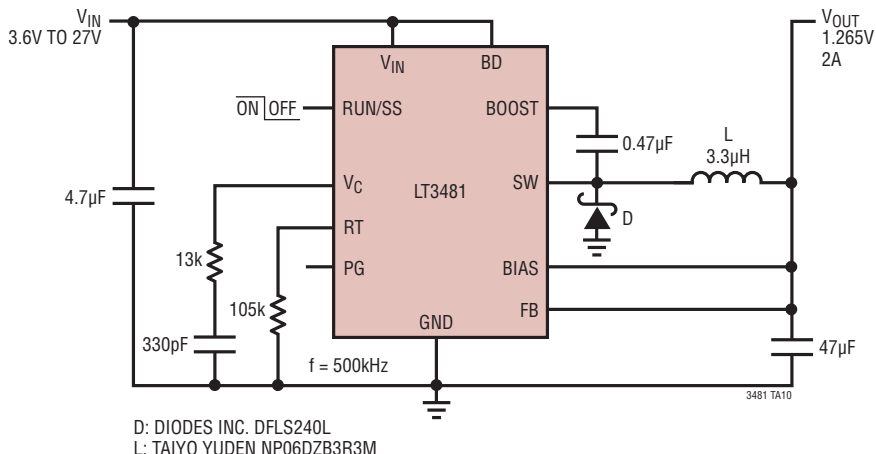 VIN
3.6V TO 27V
VOUT
1.265V
2A
VIN
BD
ON OFF
RUN/SS
BOOST
0.47µF
L
3.3µH
4.7µF
VC
LT3481
SW
D
RT
13k
PG
BIAS
105k
FB
GND
330pF
f = 500kHz
47µF
3481 TA10
D: DIODES INC. DFLS240L
L: TAIYO YUDEN NP06DZB3R3M